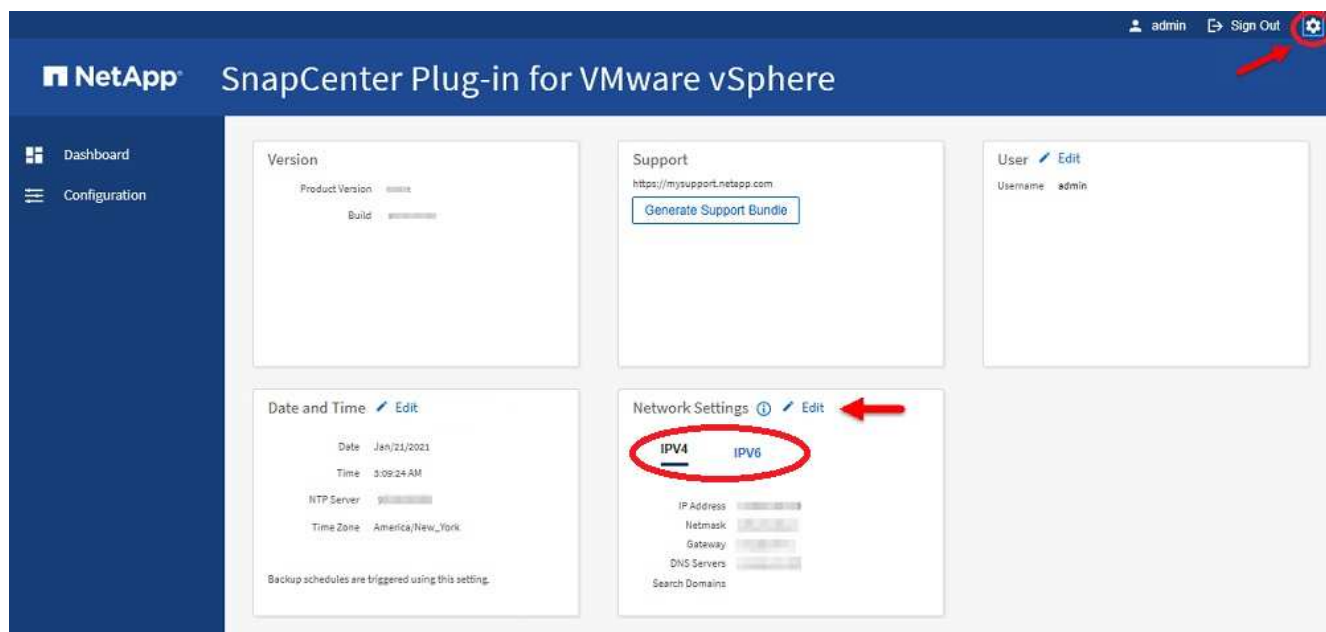 admin Sign Out
NetApp SnapCenter Plug-in for VMware vSphere
Dashboard
Configuration
Version
Product Version
Build
Support
https://mysupport.netapp.com
Generate Support Bundle
User Edit
Username admin
Date and Time Edit
Date Jan/21/2021
Time 3:09:24 AM
NTP Server
Time Zone America/New_York
Backup schedules are triggered using this setting.
Network Settings Edit
IPV4 IPV6
IP Address
Netmask
Gateway
DNS Servers
Search Domains